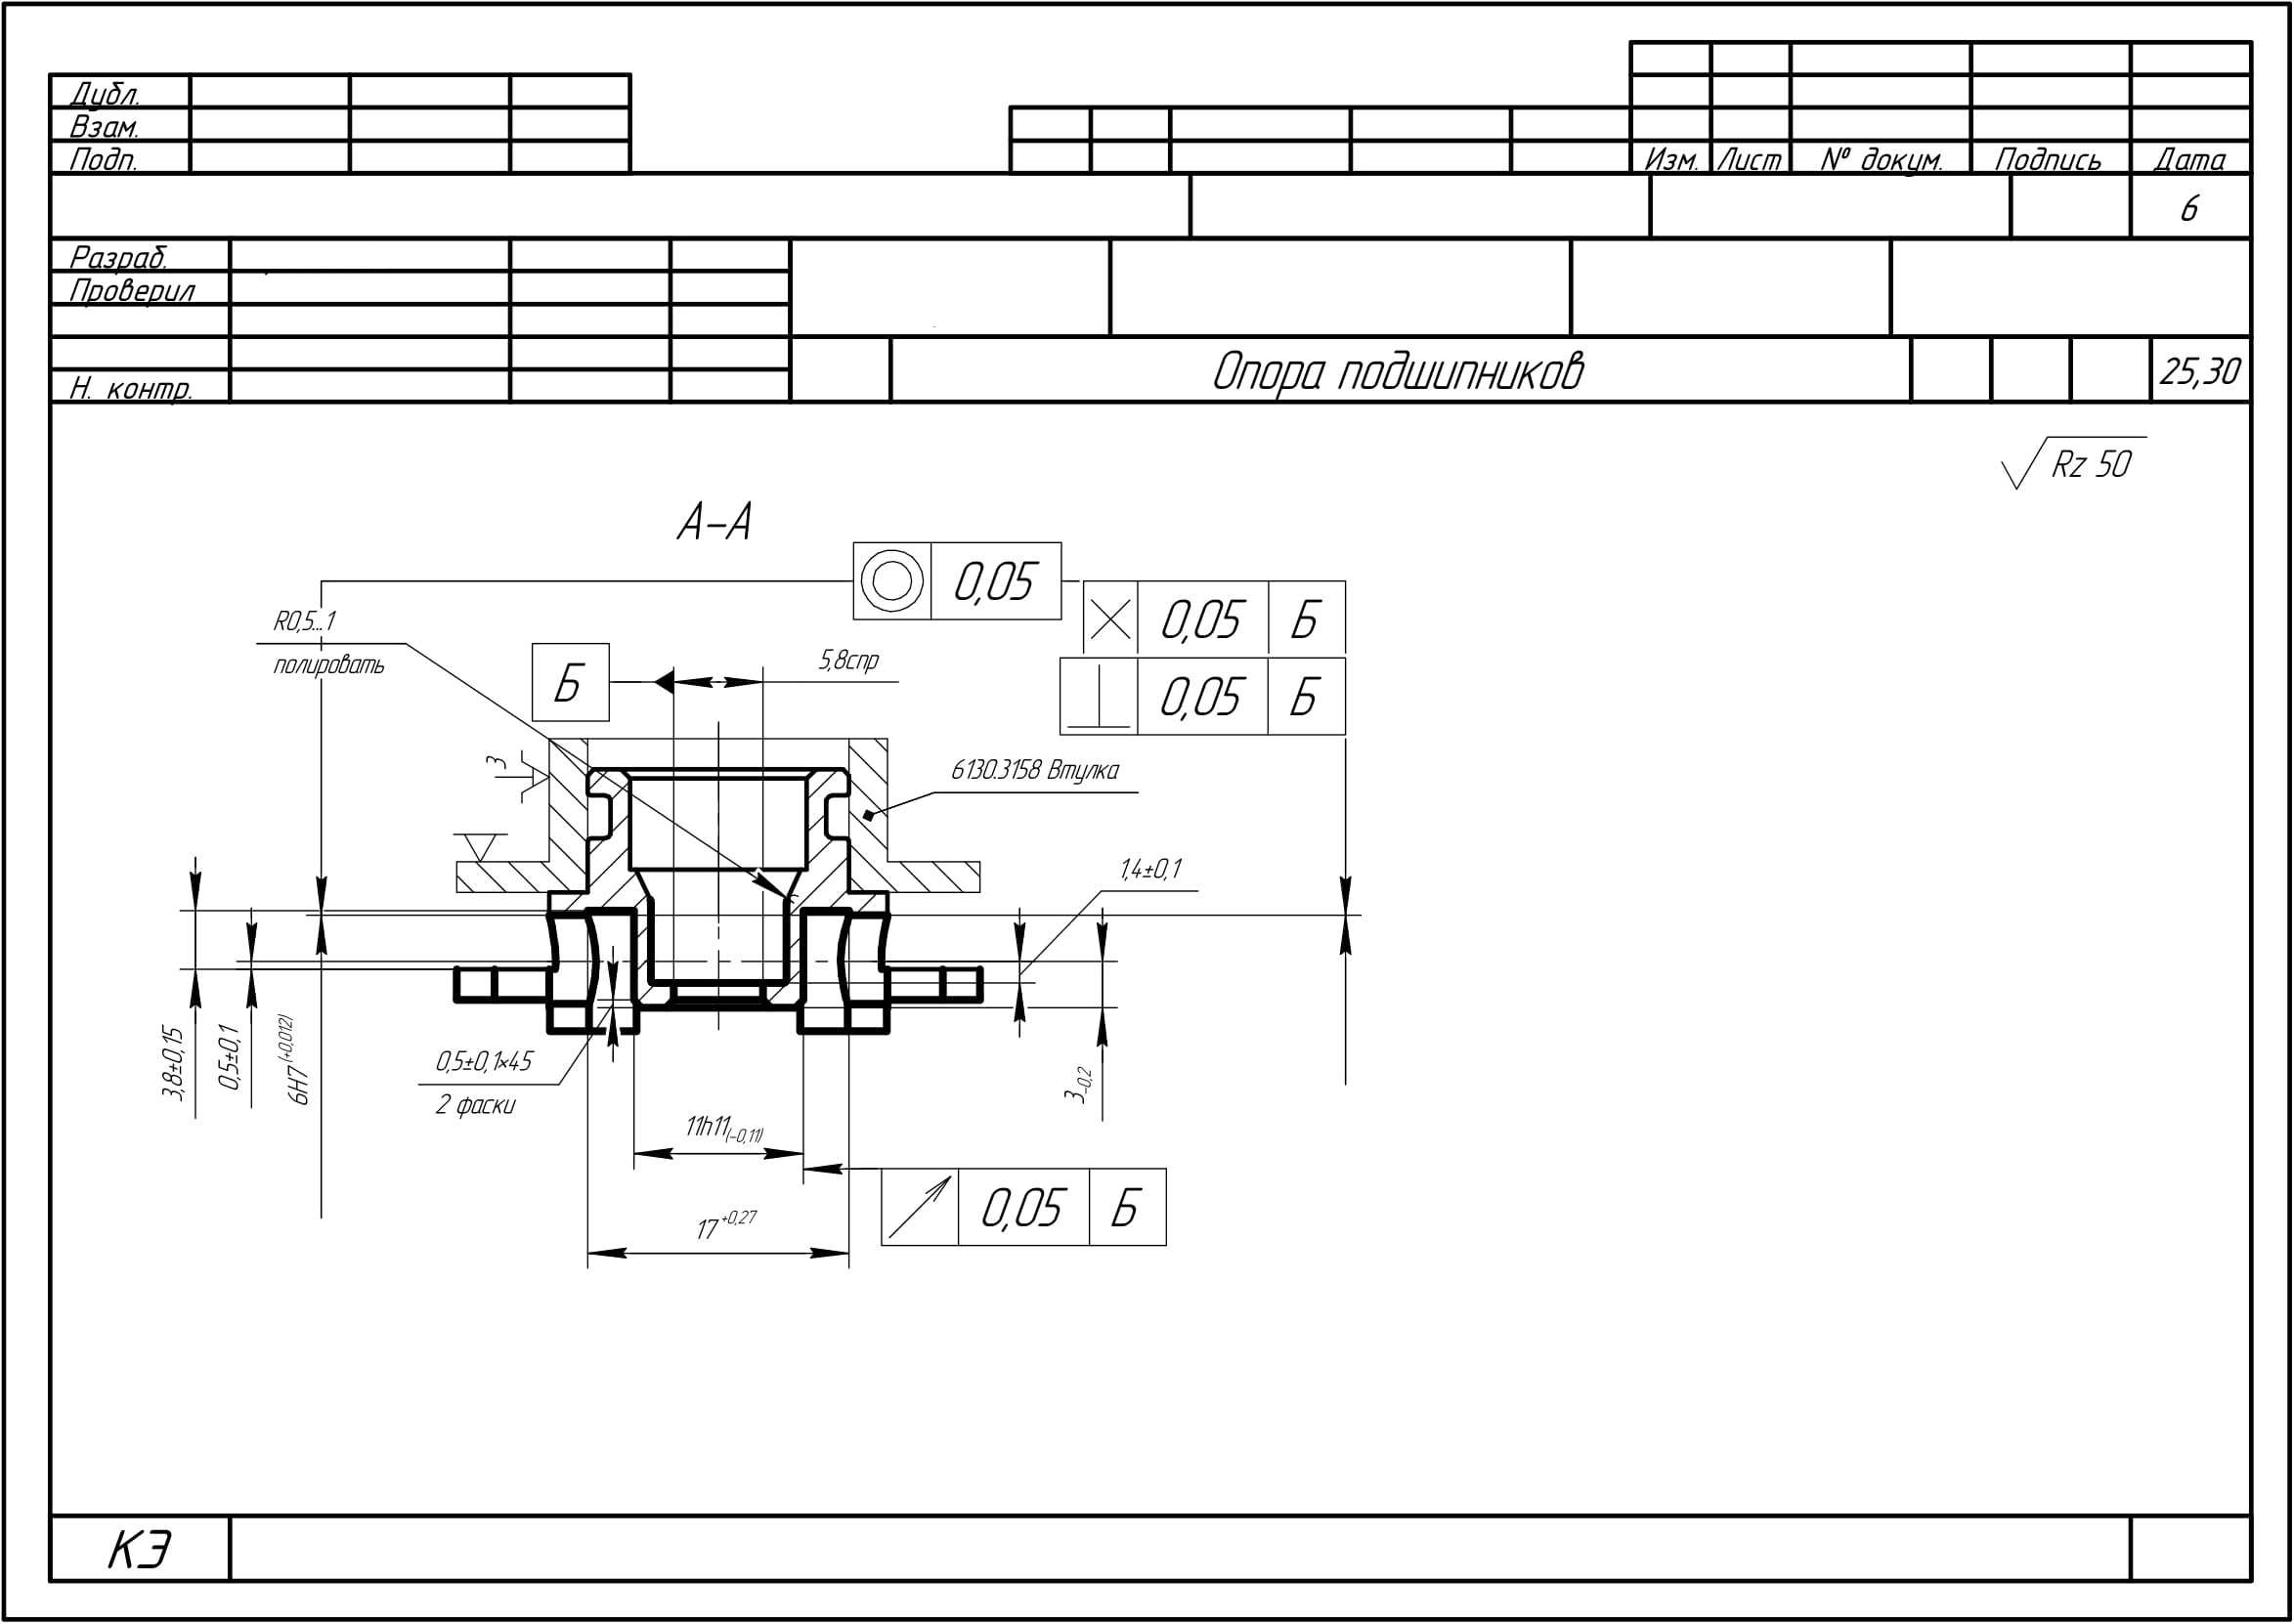 Дубл.
Взам.
Подп.
Изм. Лист № докум. Подпись Дата
6
Разраб.
Проверил
Н. контр.
Опора подшипников
25,30
Rz 50
А-А
0,05
R0,5...1
полировать
0,05 Б
Б
5,8спр
0,05 Б
3
6130.3158 Втулка
1,4±0,1
3,8±0,15
0,5±0,1
6H7(+0,012)
0,5±0,1×45
2 фаски
3-0,2
11h11(-0,11)
0,05 Б
17+0,27
КЭ